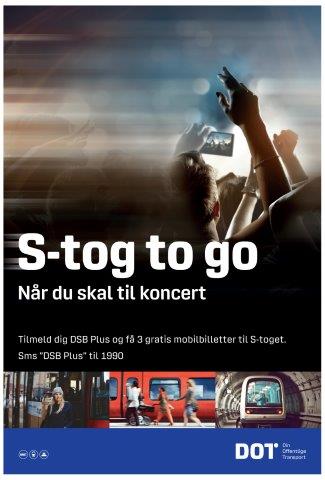 S-tog to go
Når du skal til koncert
Tilmeld dig DSB Plus og få 3 gratis mobilbilletter til S-toget.
Sms "DSB Plus" til 1990
DOT
Din
Offentlige
Transport